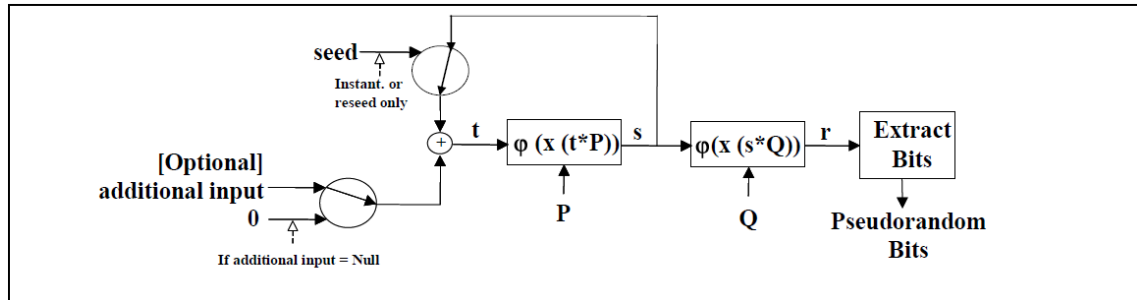 seed
Instant. or
reseed only
+
t
φ (x (t*P))
s
φ(x (s*Q))
r
Extract
Bits
[Optional]
additional input
0
P
Q
Pseudorandom
Bits
If additional input = Null